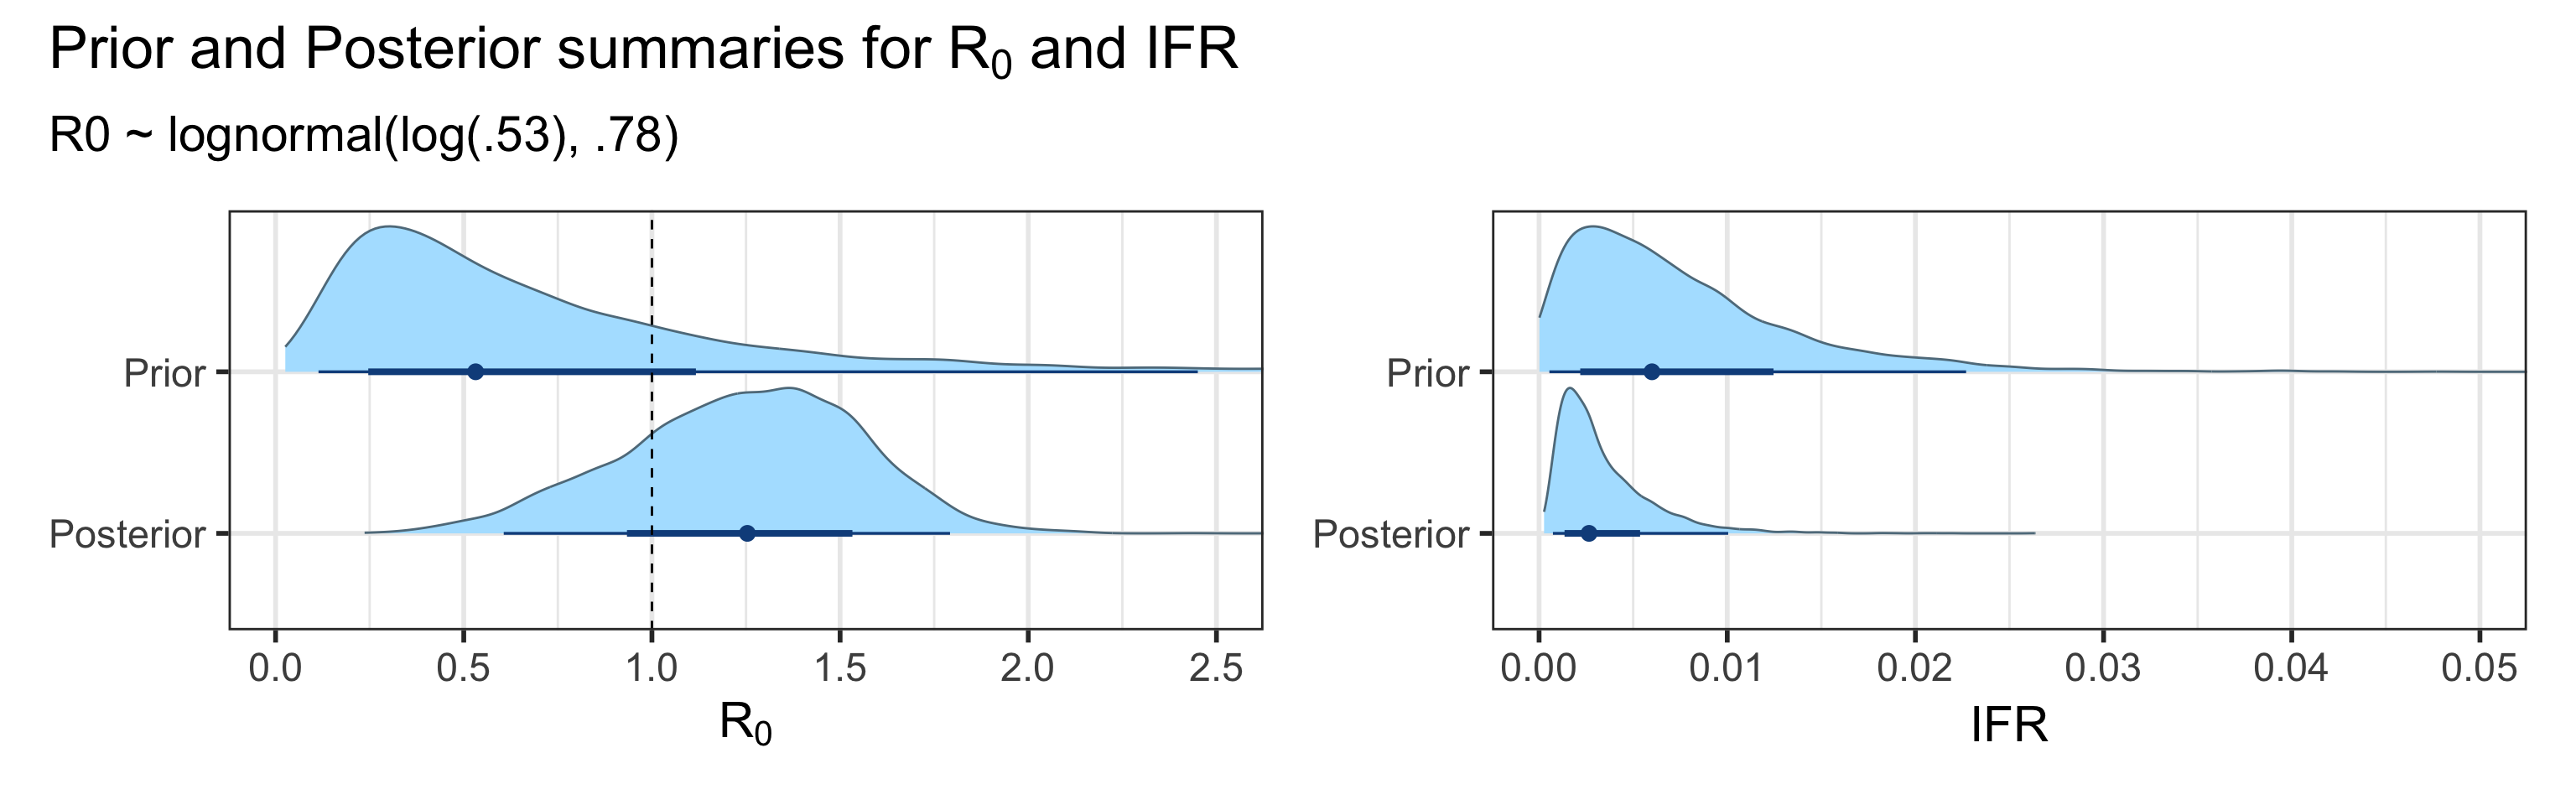 Prior and Posterior summaries for R₀ and IFR
R0 ~ lognormal(log(.53), .78)
Prior
Posterior
0.0 0.5 1.0 1.5 2.0 2.5
R₀
Prior
Posterior
0.00 0.01 0.02 0.03 0.04 0.05
IFR